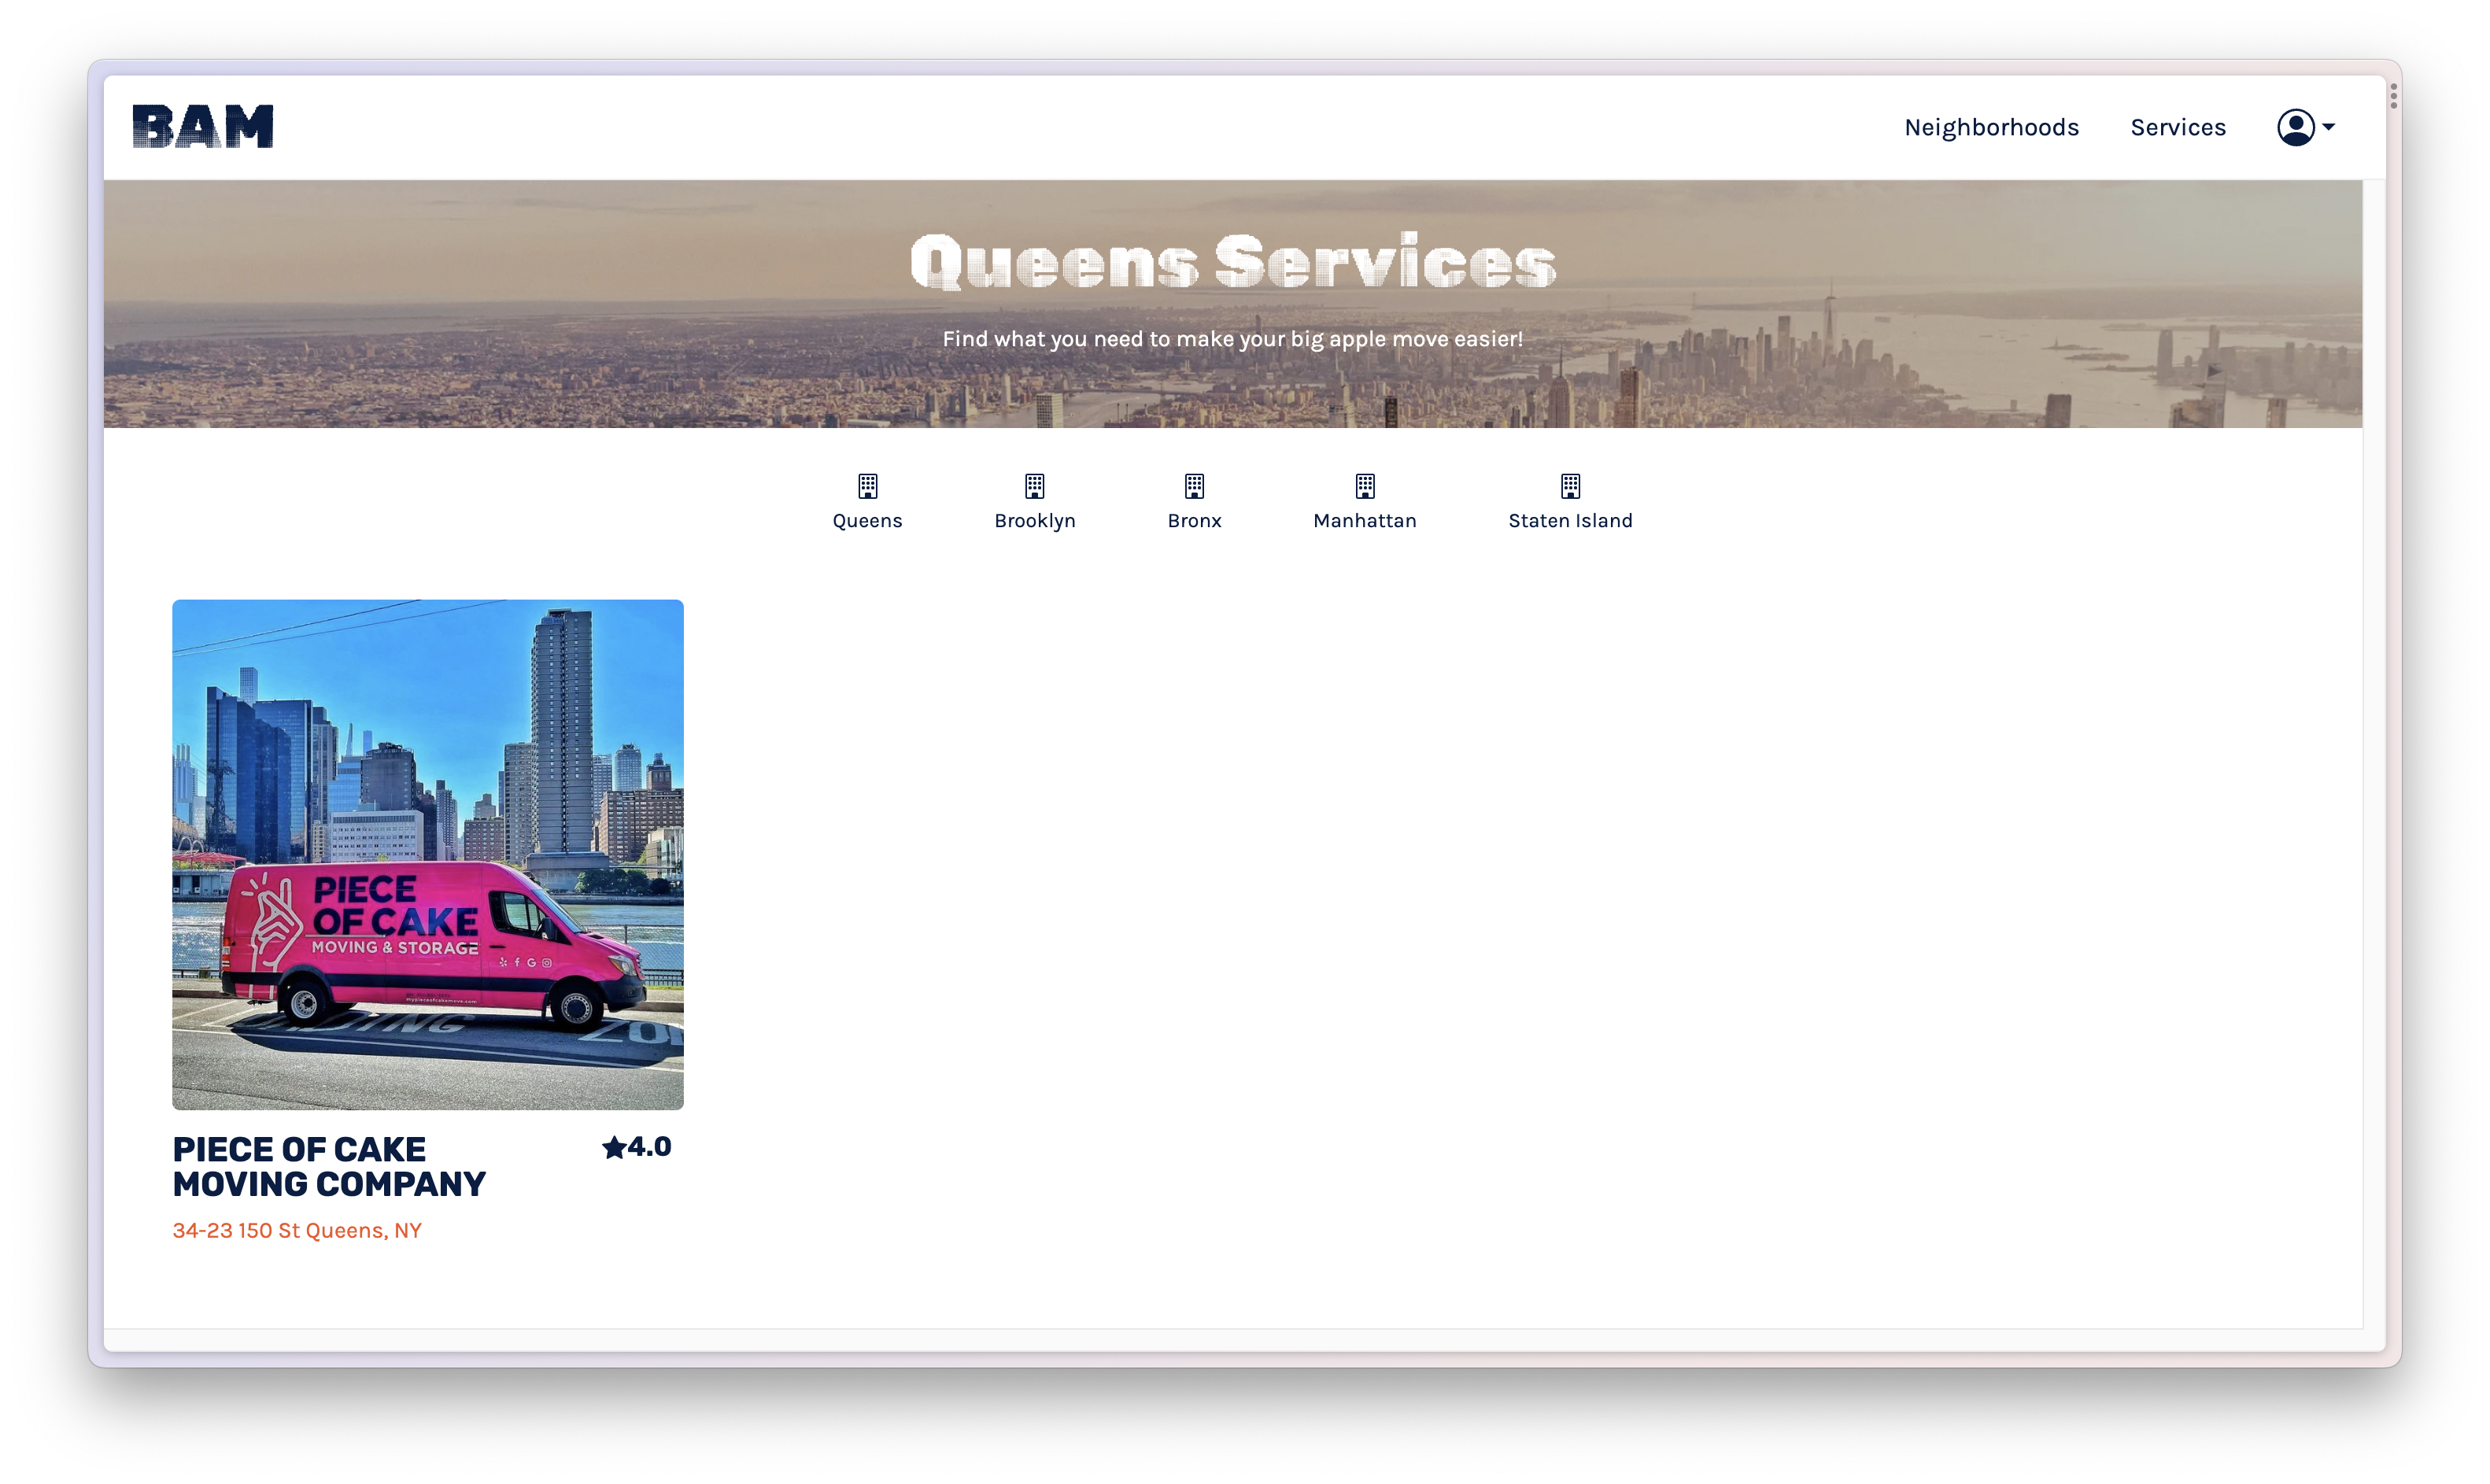 BAM
Neighborhoods
Services
Queens Services
Find what you need to make your big apple move easier!
Queens
Brooklyn
Bronx
Manhattan
Staten Island
PIECE
OF CAKE
MOVING & STORAGE
mypieceofcakemove.com
PIECE OF CAKE
MOVING COMPANY
4.0
34-23 150 St Queens, NY